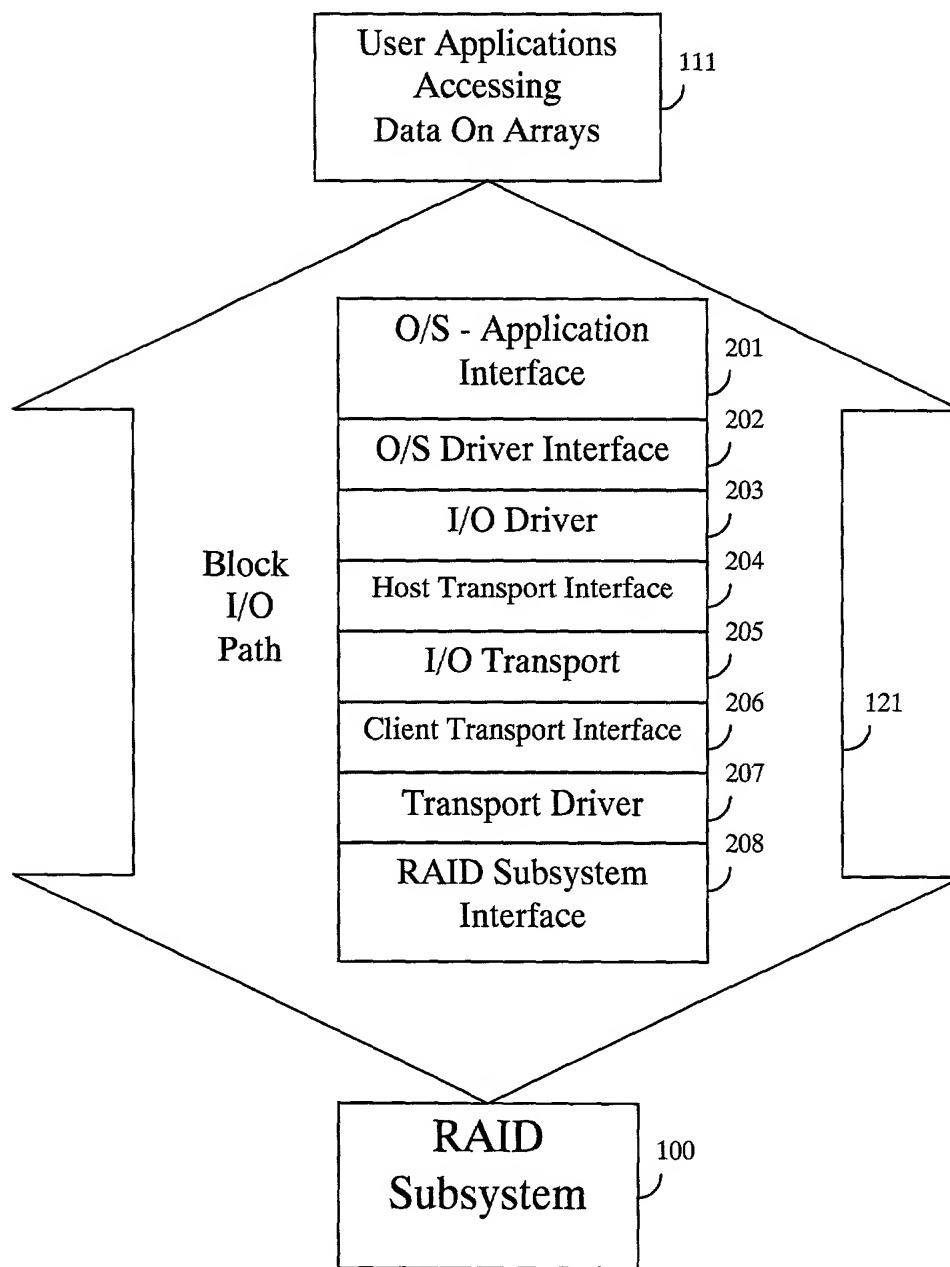 User Applications
Accessing
Data On Arrays
111
O/S - Application
Interface
201
O/S Driver Interface
202
I/O Driver
203
Host Transport Interface
204
I/O Transport
205
Client Transport Interface
206
Transport Driver
207
RAID Subsystem
Interface
208
Block
I/O
Path
121
RAID
Subsystem
100